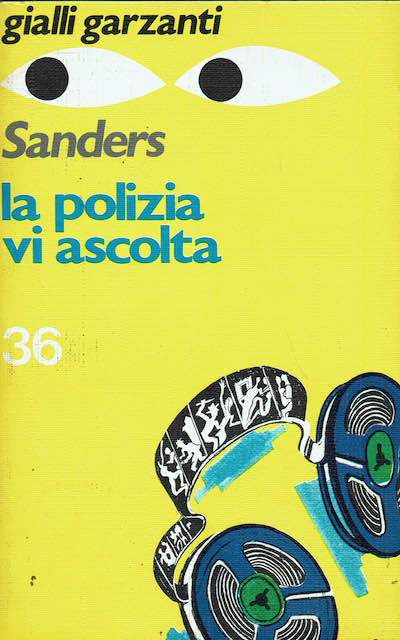 gialli garzanti
Sanders
la polizia
vi ascolta
36